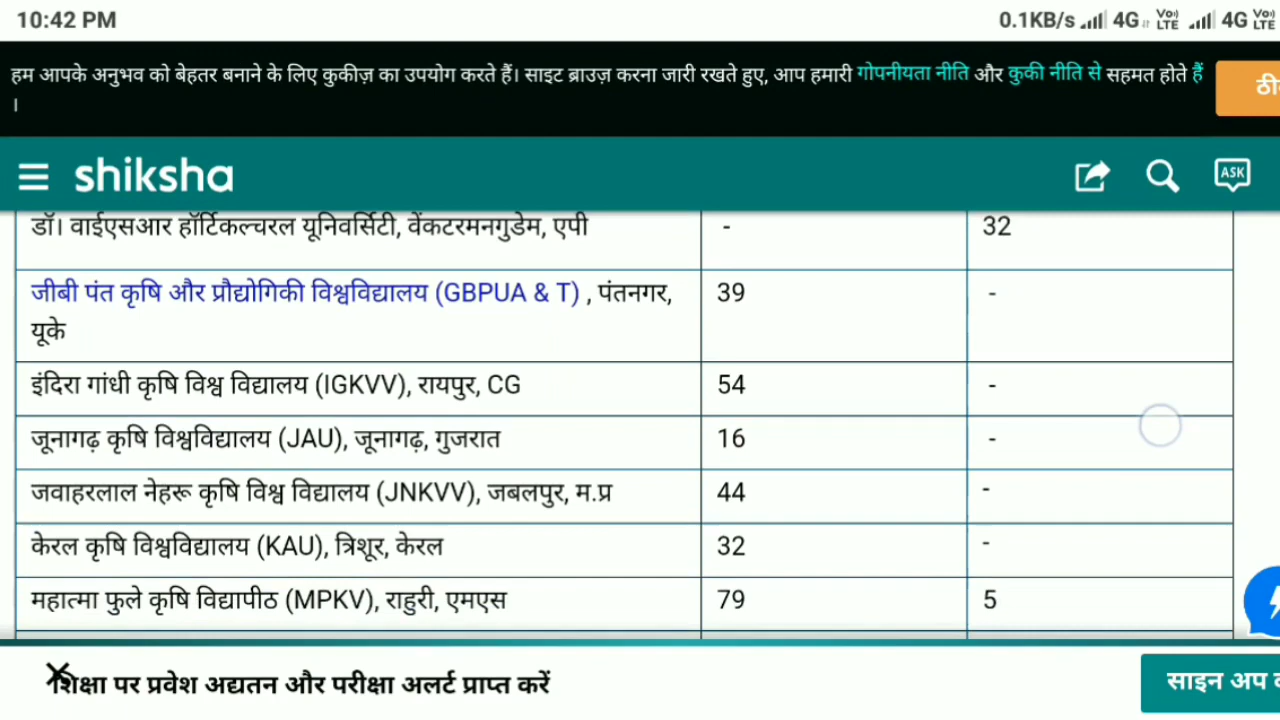 10:42 PM 0.1KB/s 4G VoLTE 4G VoLTE
हम आपके अनुभव को बेहतर बनाने के लिए कुकीज़ का उपयोग करते हैं। साइट ब्राउज़ करना जारी रखते हुए, आप हमारी गोपनीयता नीति और कुकी नीति से सहमत होते हैं
।
shiksha ASK
डॉ। वाईएसआर हॉर्टिकल्चरल यूनिवर्सिटी, वेंकटरमनगुडेम, एपी - 32
जीबी पंत कृषि और प्रौद्योगिकी विश्वविद्यालय (GBPUA & T) , पंतनगर, 39 -
यूके
इंदिरा गांधी कृषि विश्व विद्यालय (IGKVV), रायपुर, CG 54 -
जूनागढ़ कृषि विश्वविद्यालय (JAU), जूनागढ़, गुजरात 16 -
जवाहरलाल नेहरू कृषि विश्व विद्यालय (JNKVV), जबलपुर, म.प्र 44 -
केरल कृषि विश्वविद्यालय (KAU), त्रिशूर, केरल 32 -
महात्मा फुले कृषि विद्यापीठ (MPKV), राहुरी, एमएस 79 5
शिक्षा पर प्रवेश अद्यतन और परीक्षा अलर्ट प्राप्त करें
साइन अप